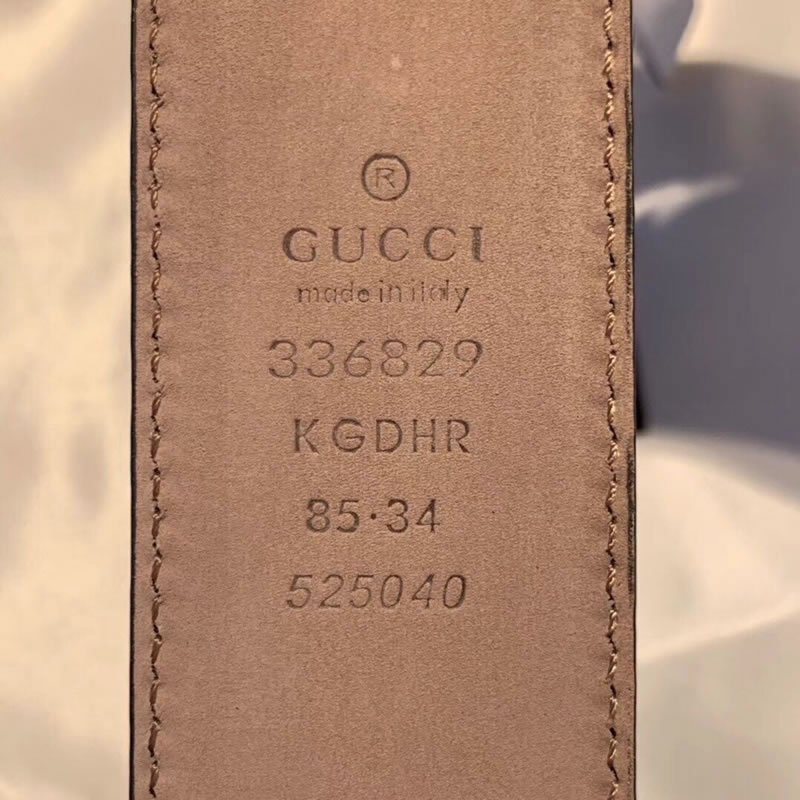 ®
GUCCI
made in italy
336829
KGDHR
85·34
525040